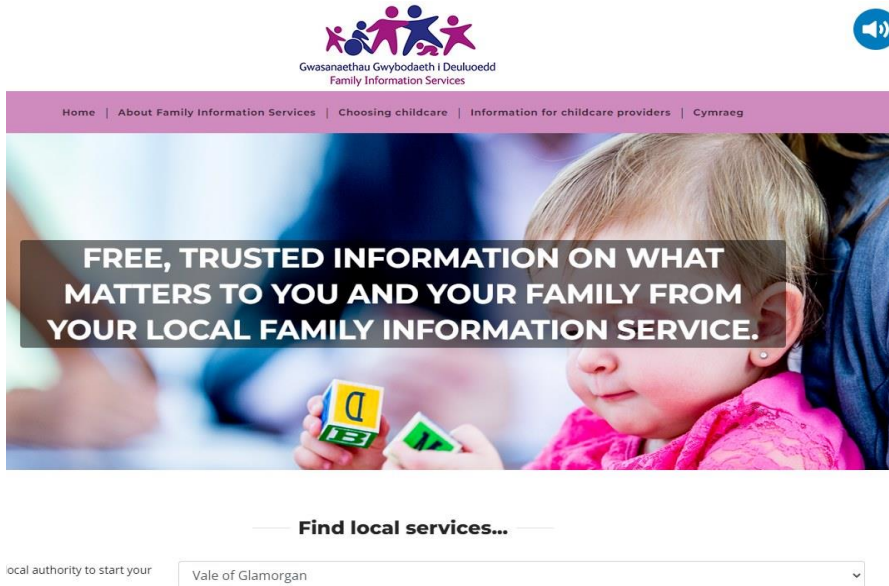 Gwasanaethau Gwybodaeth i Deuluoedd
Family Information Services
Home | About Family Information Services | Choosing childcare | Information for childcare providers | Cymraeg
FREE, TRUSTED INFORMATION ON WHAT
MATTERS TO YOU AND YOUR FAMILY FROM
YOUR LOCAL FAMILY INFORMATION SERVICE.
D
B
Find local services...
local authority to start your
Vale of Glamorgan